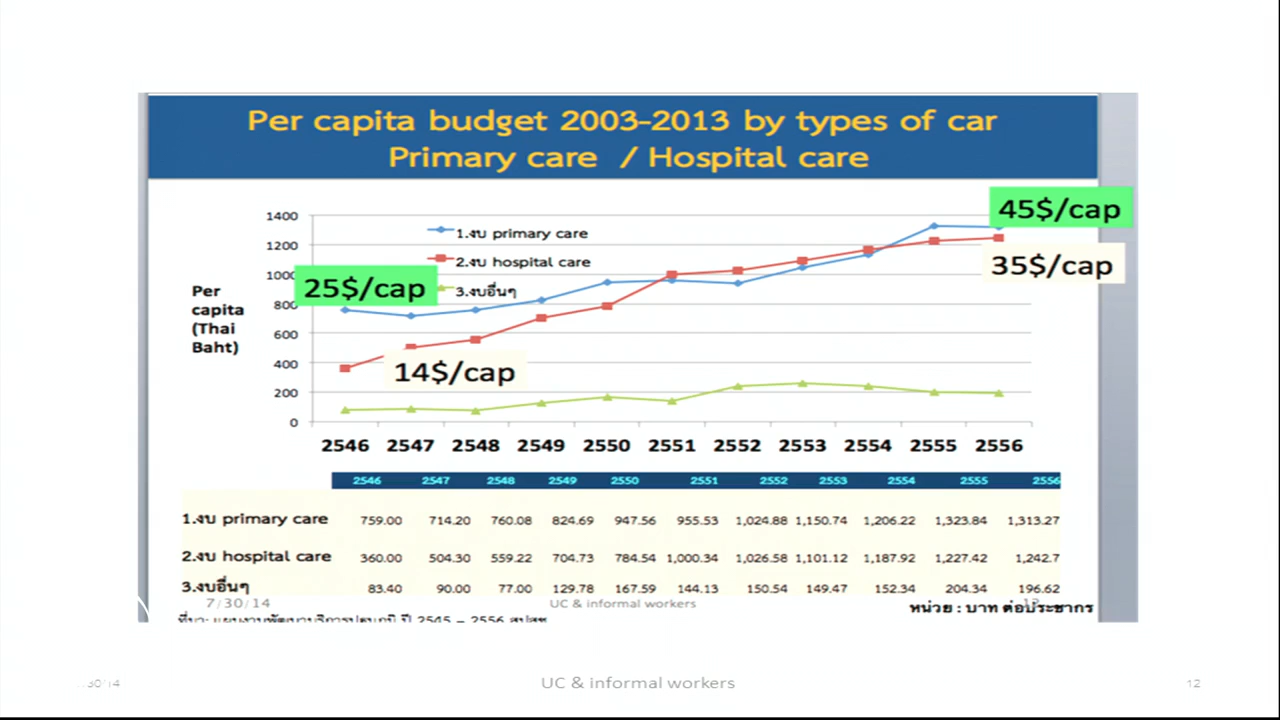 Per capita budget 2003-2013 by types of car
Primary care / Hospital care
45$/cap
35$/cap
25$/cap
14$/cap
1.งบ primary care
2.งบ hospital care
3.งบอื่นๆ
Per
capita
(Thai
Baht)
1400
1200
1000
800
600
400
200
0
2546 2547 2548 2549 2550 2551 2552 2553 2554 2555 2556
2546 2547 2548 2549 2550 2551 2552 2553 2554 2555 2556
1.งบ primary care 759.00 714.20 760.08 824.69 947.56 955.53 1,024.88 1,150.74 1,206.22 1,323.84 1,313.27
2.งบ hospital care 360.00 504.30 559.22 704.73 784.54 1,000.34 1,026.58 1,101.12 1,187.92 1,227.42 1,242.7
3.งบอื่นๆ 83.40 90.00 77.00 129.78 167.59 144.13 150.54 149.47 152.34 204.34 196.62
7/30/14 UC & informal workers
หน่วย : บาท ต่อประชากร
ที่มา: แผนงานพัฒนาบริการปฐมภูมิ ปี 2545 - 2556 สปสช
/30/14 UC & informal workers 12